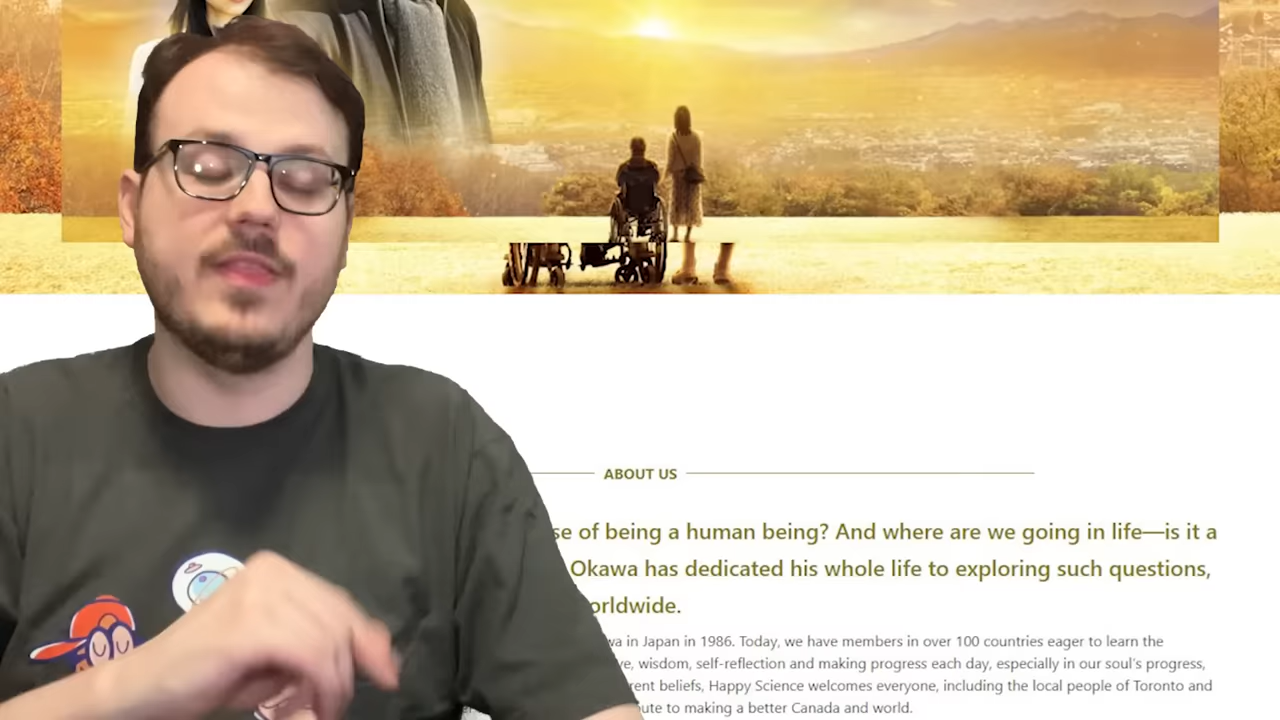 ABOUT US
se of being a human being? And where are we going in life—is it a
Okawa has dedicated his whole life to exploring such questions,
orldwide.
wa in Japan in 1986. Today, we have members in over 100 countries eager to learn the
ve, wisdom, self-reflection and making progress each day, especially in our soul's progress,
rent beliefs, Happy Science welcomes everyone, including the local people of Toronto and
ute to making a better Canada and world.